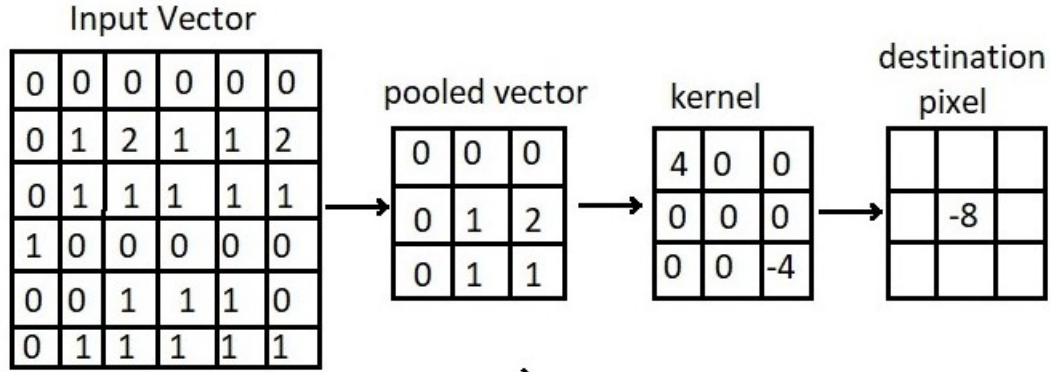 Input Vector
0 0 0 0 0 0
0 1 2 1 1 2
0 1 1 1 1 1
1 0 0 0 0 0
0 0 1 1 1 0
0 1 1 1 1 1
pooled vector
0 0 0
0 1 2
0 1 1
kernel
4 0 0
0 0 0
0 0 -4
destination
pixel
-8